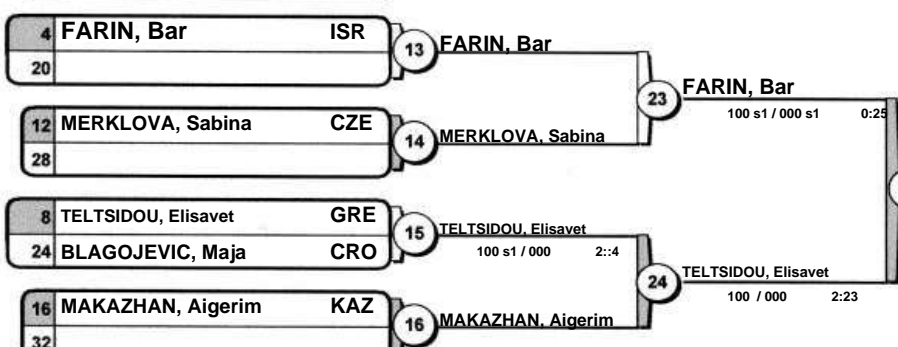 4 FARIN, Bar ISR
20
13 FARIN, Bar
12 MERKLOVA, Sabina CZE
28
14 MERKLOVA, Sabina
23 FARIN, Bar
100 s1 / 000 s1 0:25
8 TELTSIDOU, Elisavet GRE
24 BLAGOJEVIC, Maja CRO
15 TELTSIDOU, Elisavet
100 s1 / 000 2::4
16 MAKAZHAN, Aigerim KAZ
32
16 MAKAZHAN, Aigerim
24 TELTSIDOU, Elisavet
100 / 000 2:23